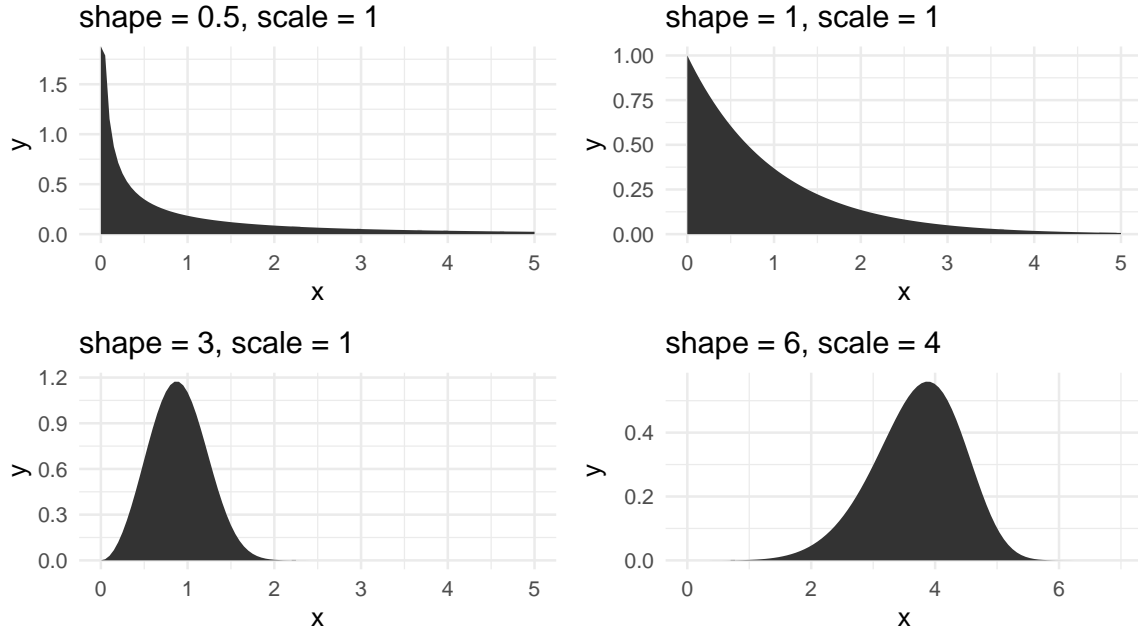 shape = 0.5, scale = 1
1.5
1.0
0.5
0.0
y
0 1 2 3 4 5
x
shape = 1, scale = 1
1.00
0.75
0.50
0.25
0.00
y
0 1 2 3 4 5
x
shape = 3, scale = 1
1.2
0.9
0.6
0.3
0.0
y
0 1 2 3 4 5
x
shape = 6, scale = 4
0.4
0.2
0.0
y
0 2 4 6
x